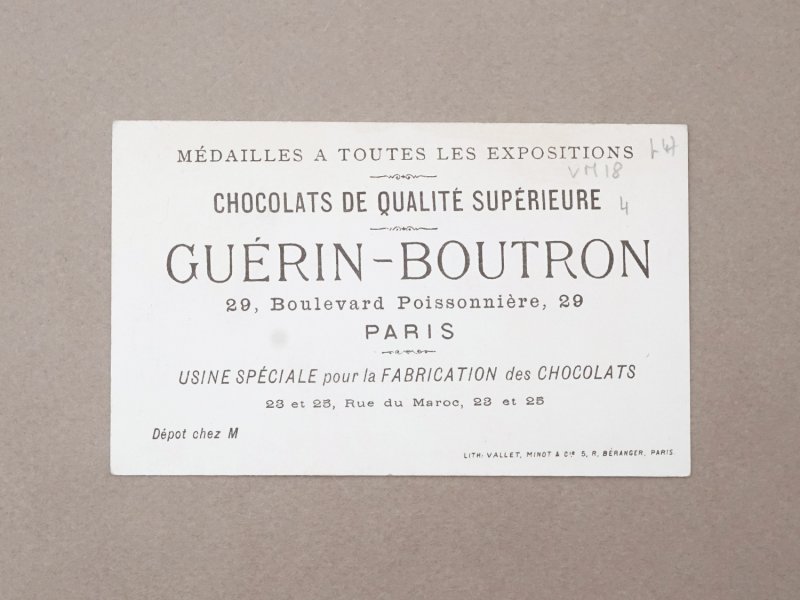 MÉDAILLES A TOUTES LES EXPOSITIONS
VM18
CHOCOLATS DE QUALITÉ SUPÉRIEURE
4
GUÉRIN-BOUTRON
29, Boulevard Poissonnière, 29
PARIS
USINE SPÉCIALE pour la FABRICATION des CHOCOLATS
23 et 25, Rue du Maroc, 23 et 25
Dépot chez M
LITH: VALLET, MINOT & Cie 5, R. BÉRANGER, PARIS.